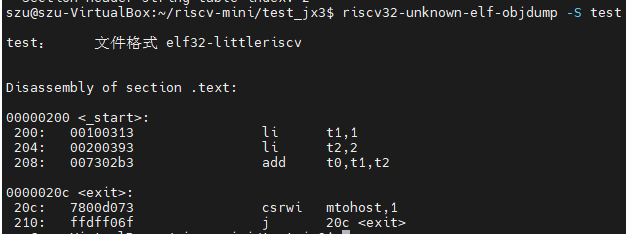 szu@szu-VirtualBox:~/riscv-mini/test_jx3$ riscv32-unknown-elf-objdump -S test
test:     文件格式 elf32-littleriscv
Disassembly of section .text:
00000200 <_start>:
 200:   00100313                li      t1,1
 204:   00200393                li      t2,2
 208:   007302b3                add     t0,t1,t2
0000020c <exit>:
 20c:   7800d073                csrwi   mtohost,1
 210:   ffdff06f                j       20c <exit>